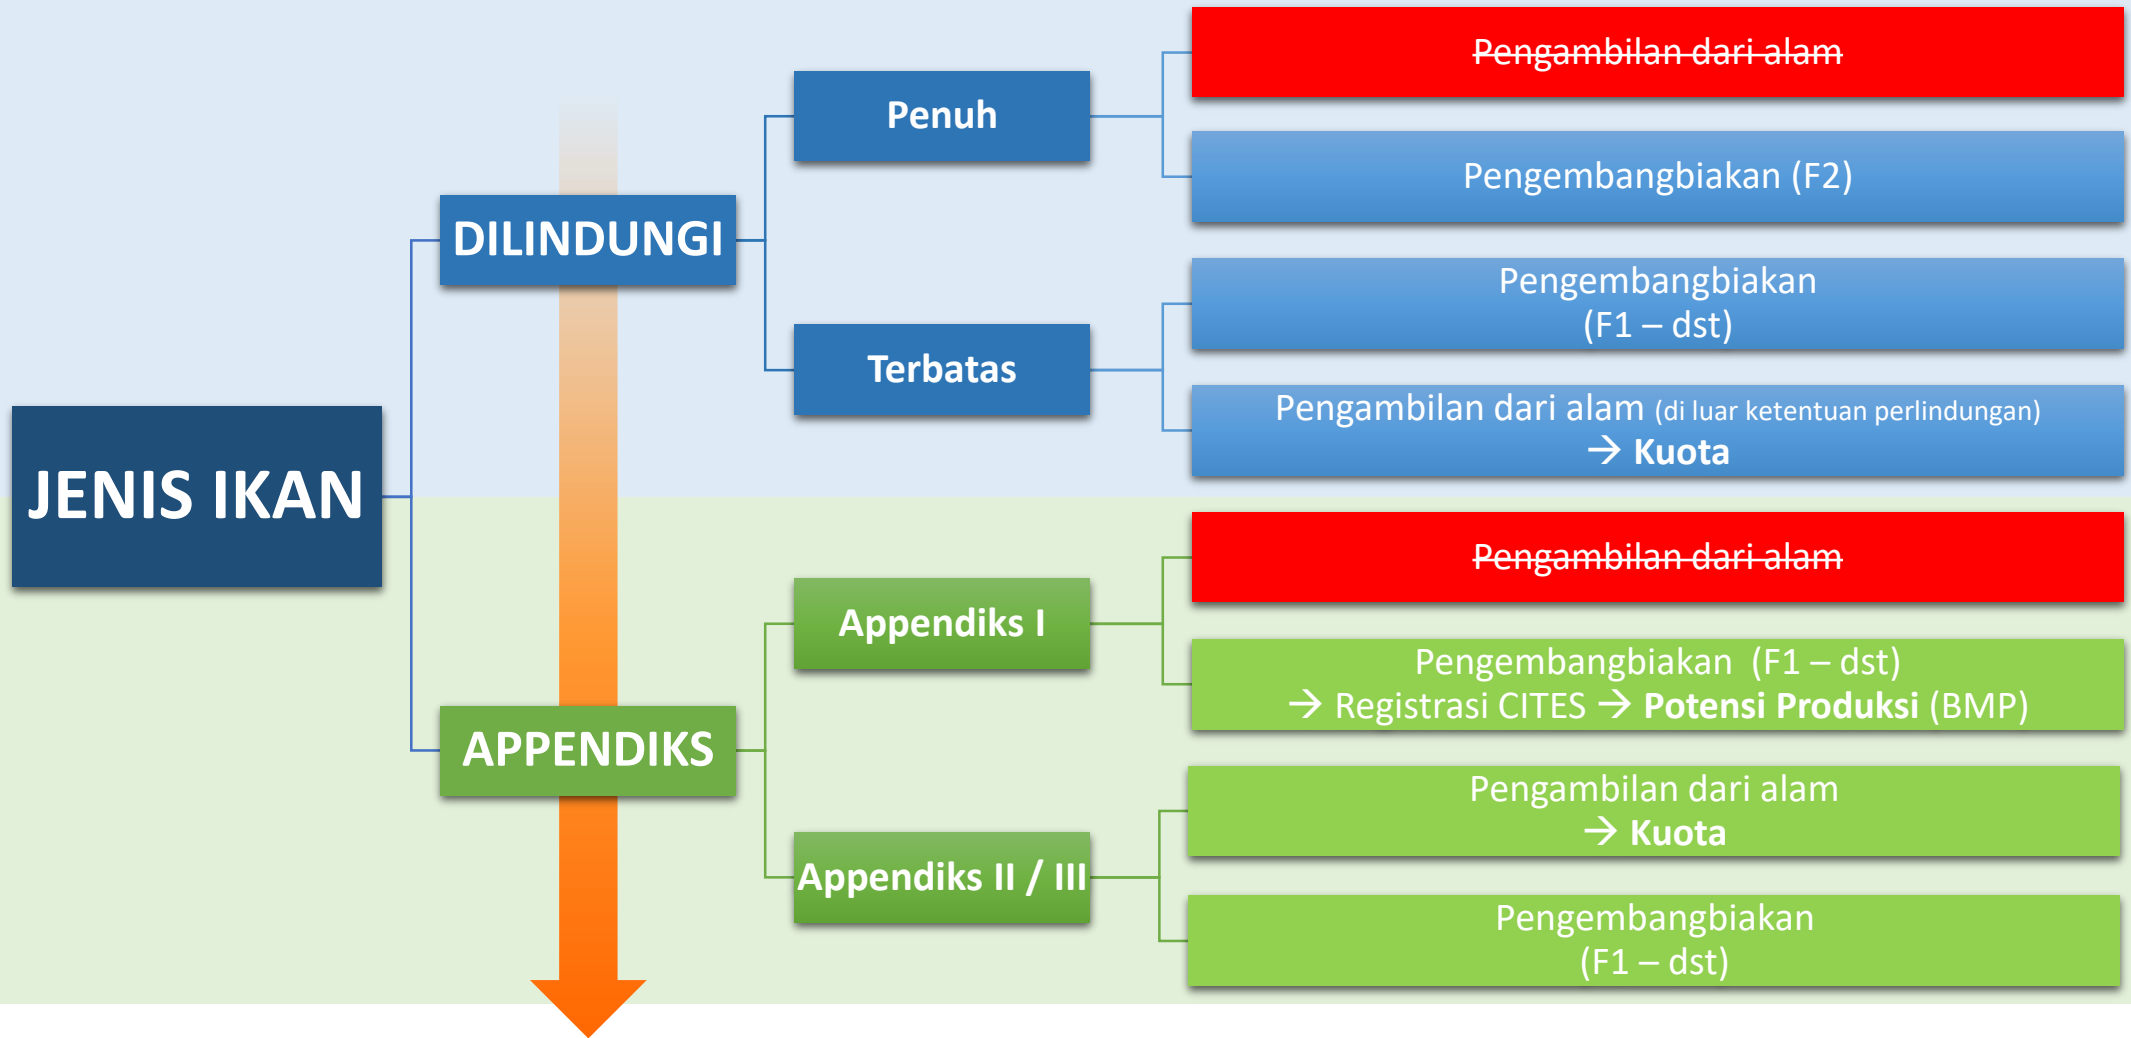 JENIS IKAN
DILINDUNGI
Penuh
Pengambilan dari alam
Pengembangbiakan (F2)
Terbatas
Pengembangbiakan
(F1 – dst)
Pengambilan dari alam (di luar ketentuan perlindungan)
→ Kuota
APPENDIKS
Appendiks I
Pengambilan dari alam
Pengembangbiakan (F1 – dst)
→ Registrasi CITES → Potensi Produksi (BMP)
Appendiks II / III
Pengambilan dari alam
→ Kuota
Pengembangbiakan
(F1 – dst)